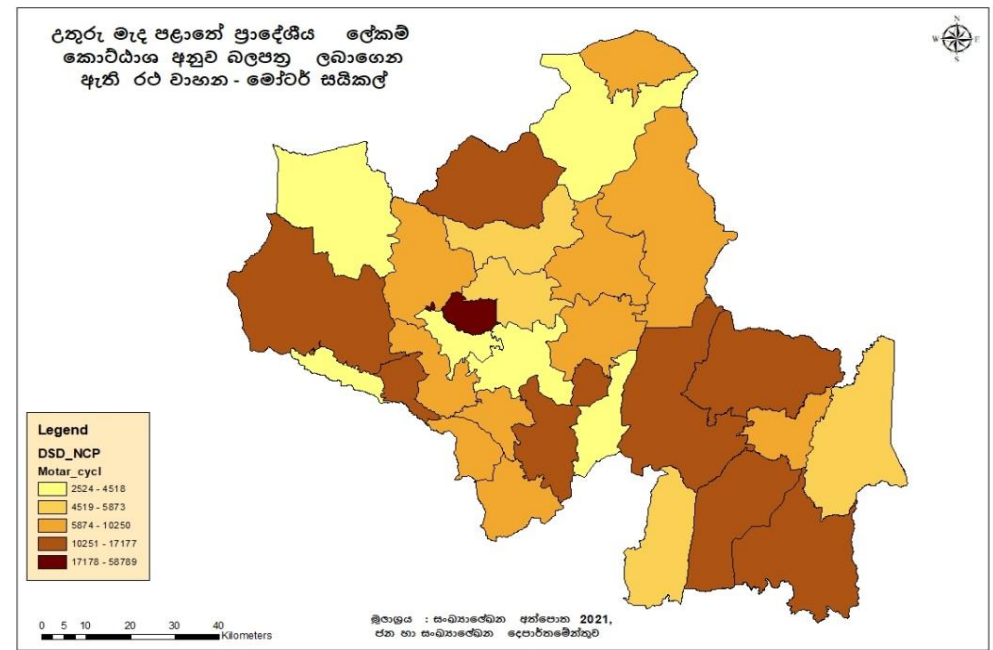 උතුරු මැද පළාතේ ප්‍රාදේශීය ලේකම්
කොට්ඨාශ අනුව බලපත්‍ර ලබාගෙන
ඇති රථ වාහන - මෝටර් සයිකල්
N
W E
S
Legend
DSD_NCP
Motar_cycl
2524 - 4518
4519 - 5873
5874 - 10250
10251 - 17177
17178 - 58789
0 5 10 20 30 40
Kilometers
මූලාශ්‍රය : සංඛ්‍යාලේඛන අත්පොත 2021,
ජන හා සංඛ්‍යාලේඛන දෙපාර්තමේන්තුව